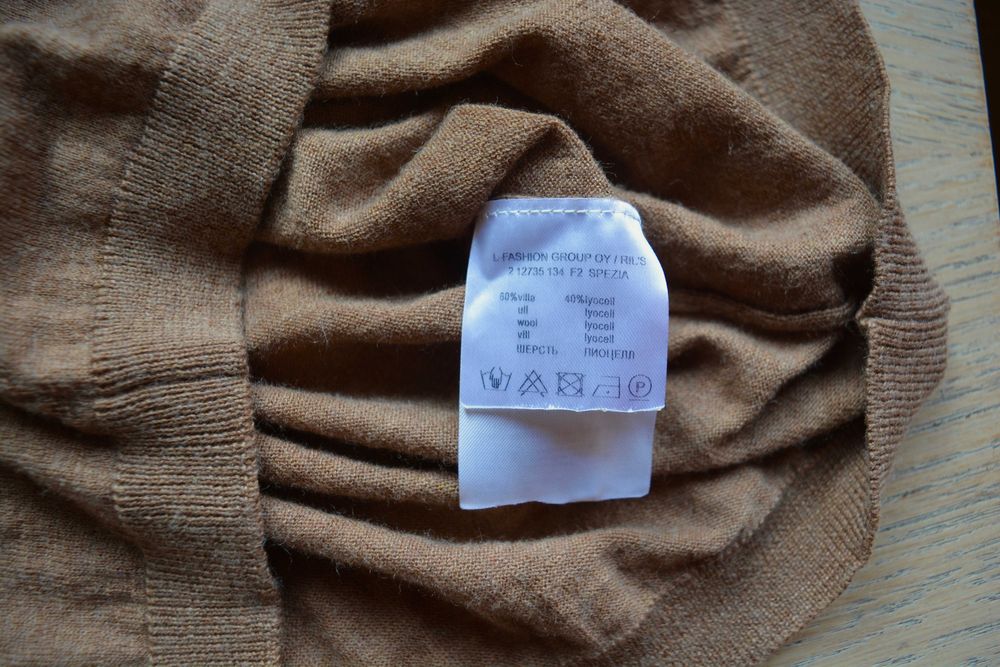 L FASHION GROUP OY / RIL'S
2 12735 134 F2 SPEZIA
60%villa 40%lyocell
ull lyocell
wool lyocell
vill lyocell
ШЕРСТЬ ЛИОЦЕЛЛ
P